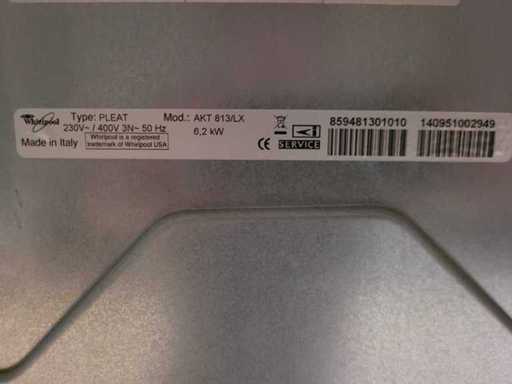 Whirlpool Type: PLEAT Mod.: AKT 813/LX 859481301010 140951002949
230V~ / 400V 3N~ 50 Hz 6,2 kW
Made in Italy Whirlpool is a registered CE SERVICE
trademark of Whirlpool USA